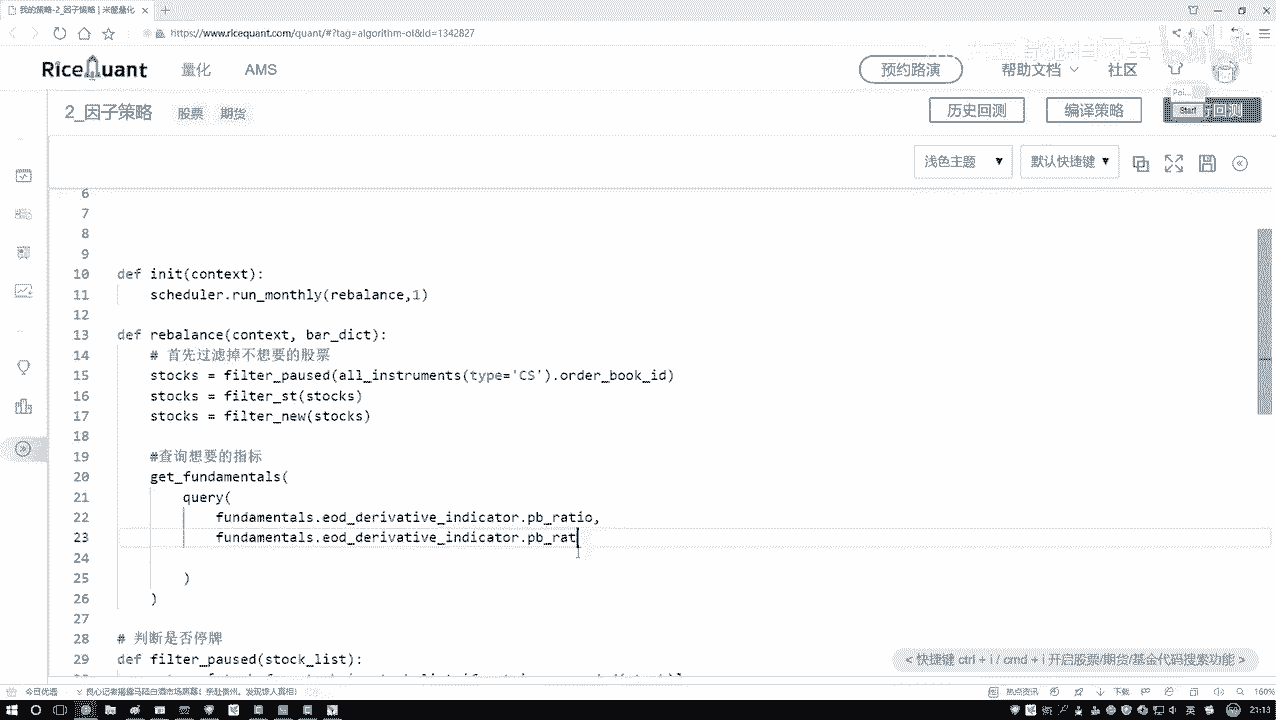 我的策略-2_因子策略 | 米筐量化
https://www.ricequant.com/quant/#?tag=algorithm-ol&id=1342827
RiceQuant 量化 AMS 预约路演 帮助文档 社区
2_因子策略 股票 期货 历史回测 编译策略 Start
浅色主题 默认快捷键
6
7
8
9
10 def init(context):
11 scheduler.run_monthly(rebalance,1)
12
13 def rebalance(context, bar_dict):
14 # 首先过滤掉不想要的股票
15 stocks = filter_paused(all_instruments(type='CS').order_book_id)
16 stocks = filter_st(stocks)
17 stocks = filter_new(stocks)
18
19 #查询想要的指标
20 get_fundamentals(
21 query(
22 fundamentals.eod_derivative_indicator.pb_ratio,
23 fundamentals.eod_derivative_indicator.pb_rat
24
25 )
26 )
27
28 # 判断是否停牌
29 def filter_paused(stock_list):
< 快捷键 ctrl + i / cmd + i 开启股票/期货/基金代码搜索功能 >
今日优选 热点资讯 下载 160%
英 21:13